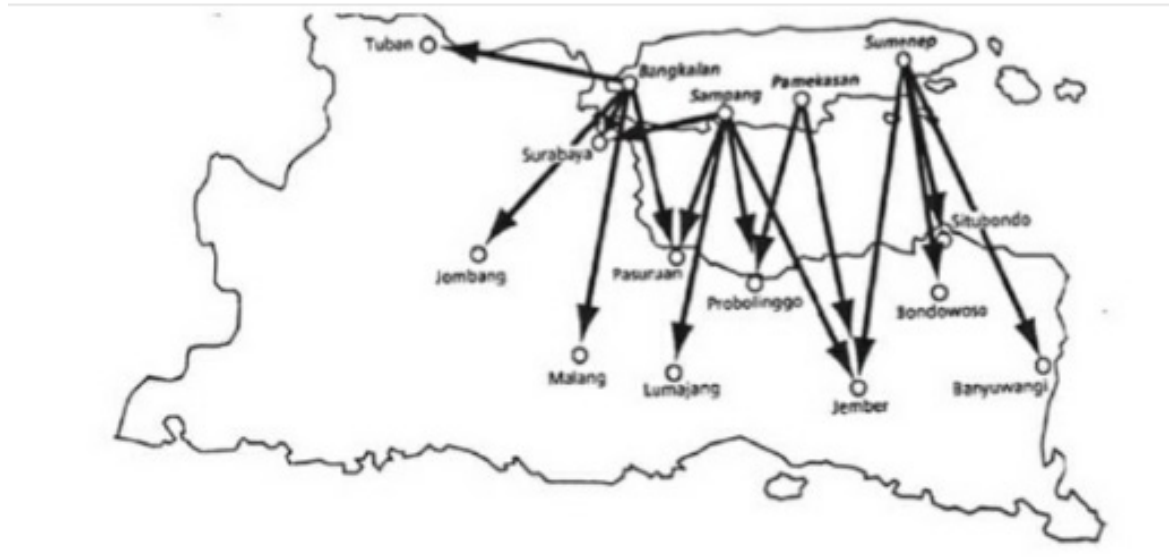 Tuban
Sumenep
Bangkalan
Pamekasan
Sampang
Surabaya
Situbondo
Jombang
Pasuruan
Probolinggo
Bondowoso
Malang
Lumajang
Banyuwangi
Jember